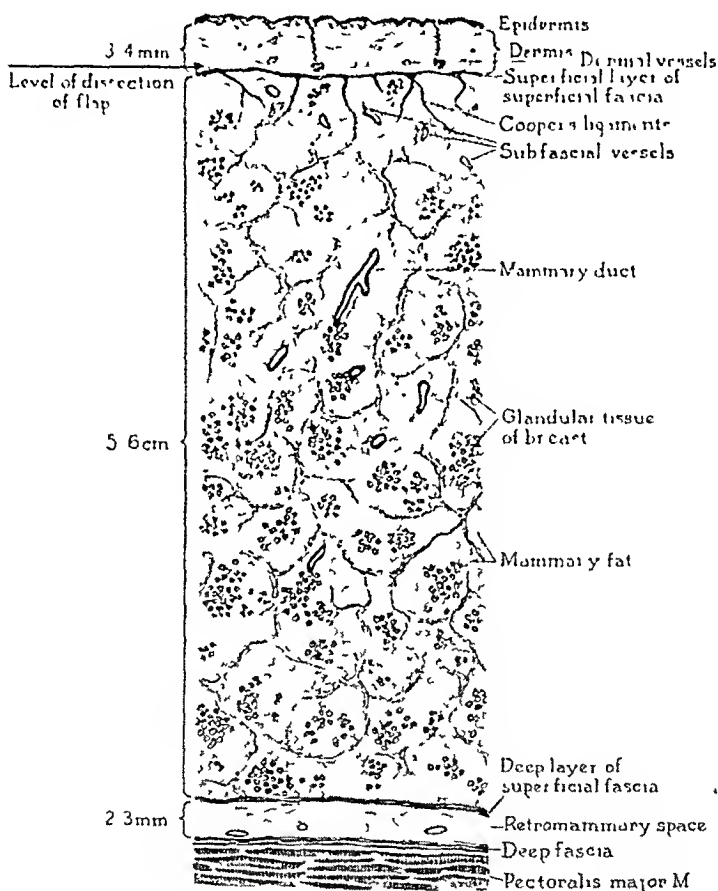 Epidermis
3 4 mm
Dermis
Dermal vessels
Level of dissection
of flap
Superficial layer of
superficial fascia
Coopers ligaments
Subfascial vessels
Mammary duct
5 6cm
Glandular tissue
of breast
Mammary fat
Deep layer of
superficial fascia
2 3mm
Retromammary space
Deep fascia
Pectoralis major M